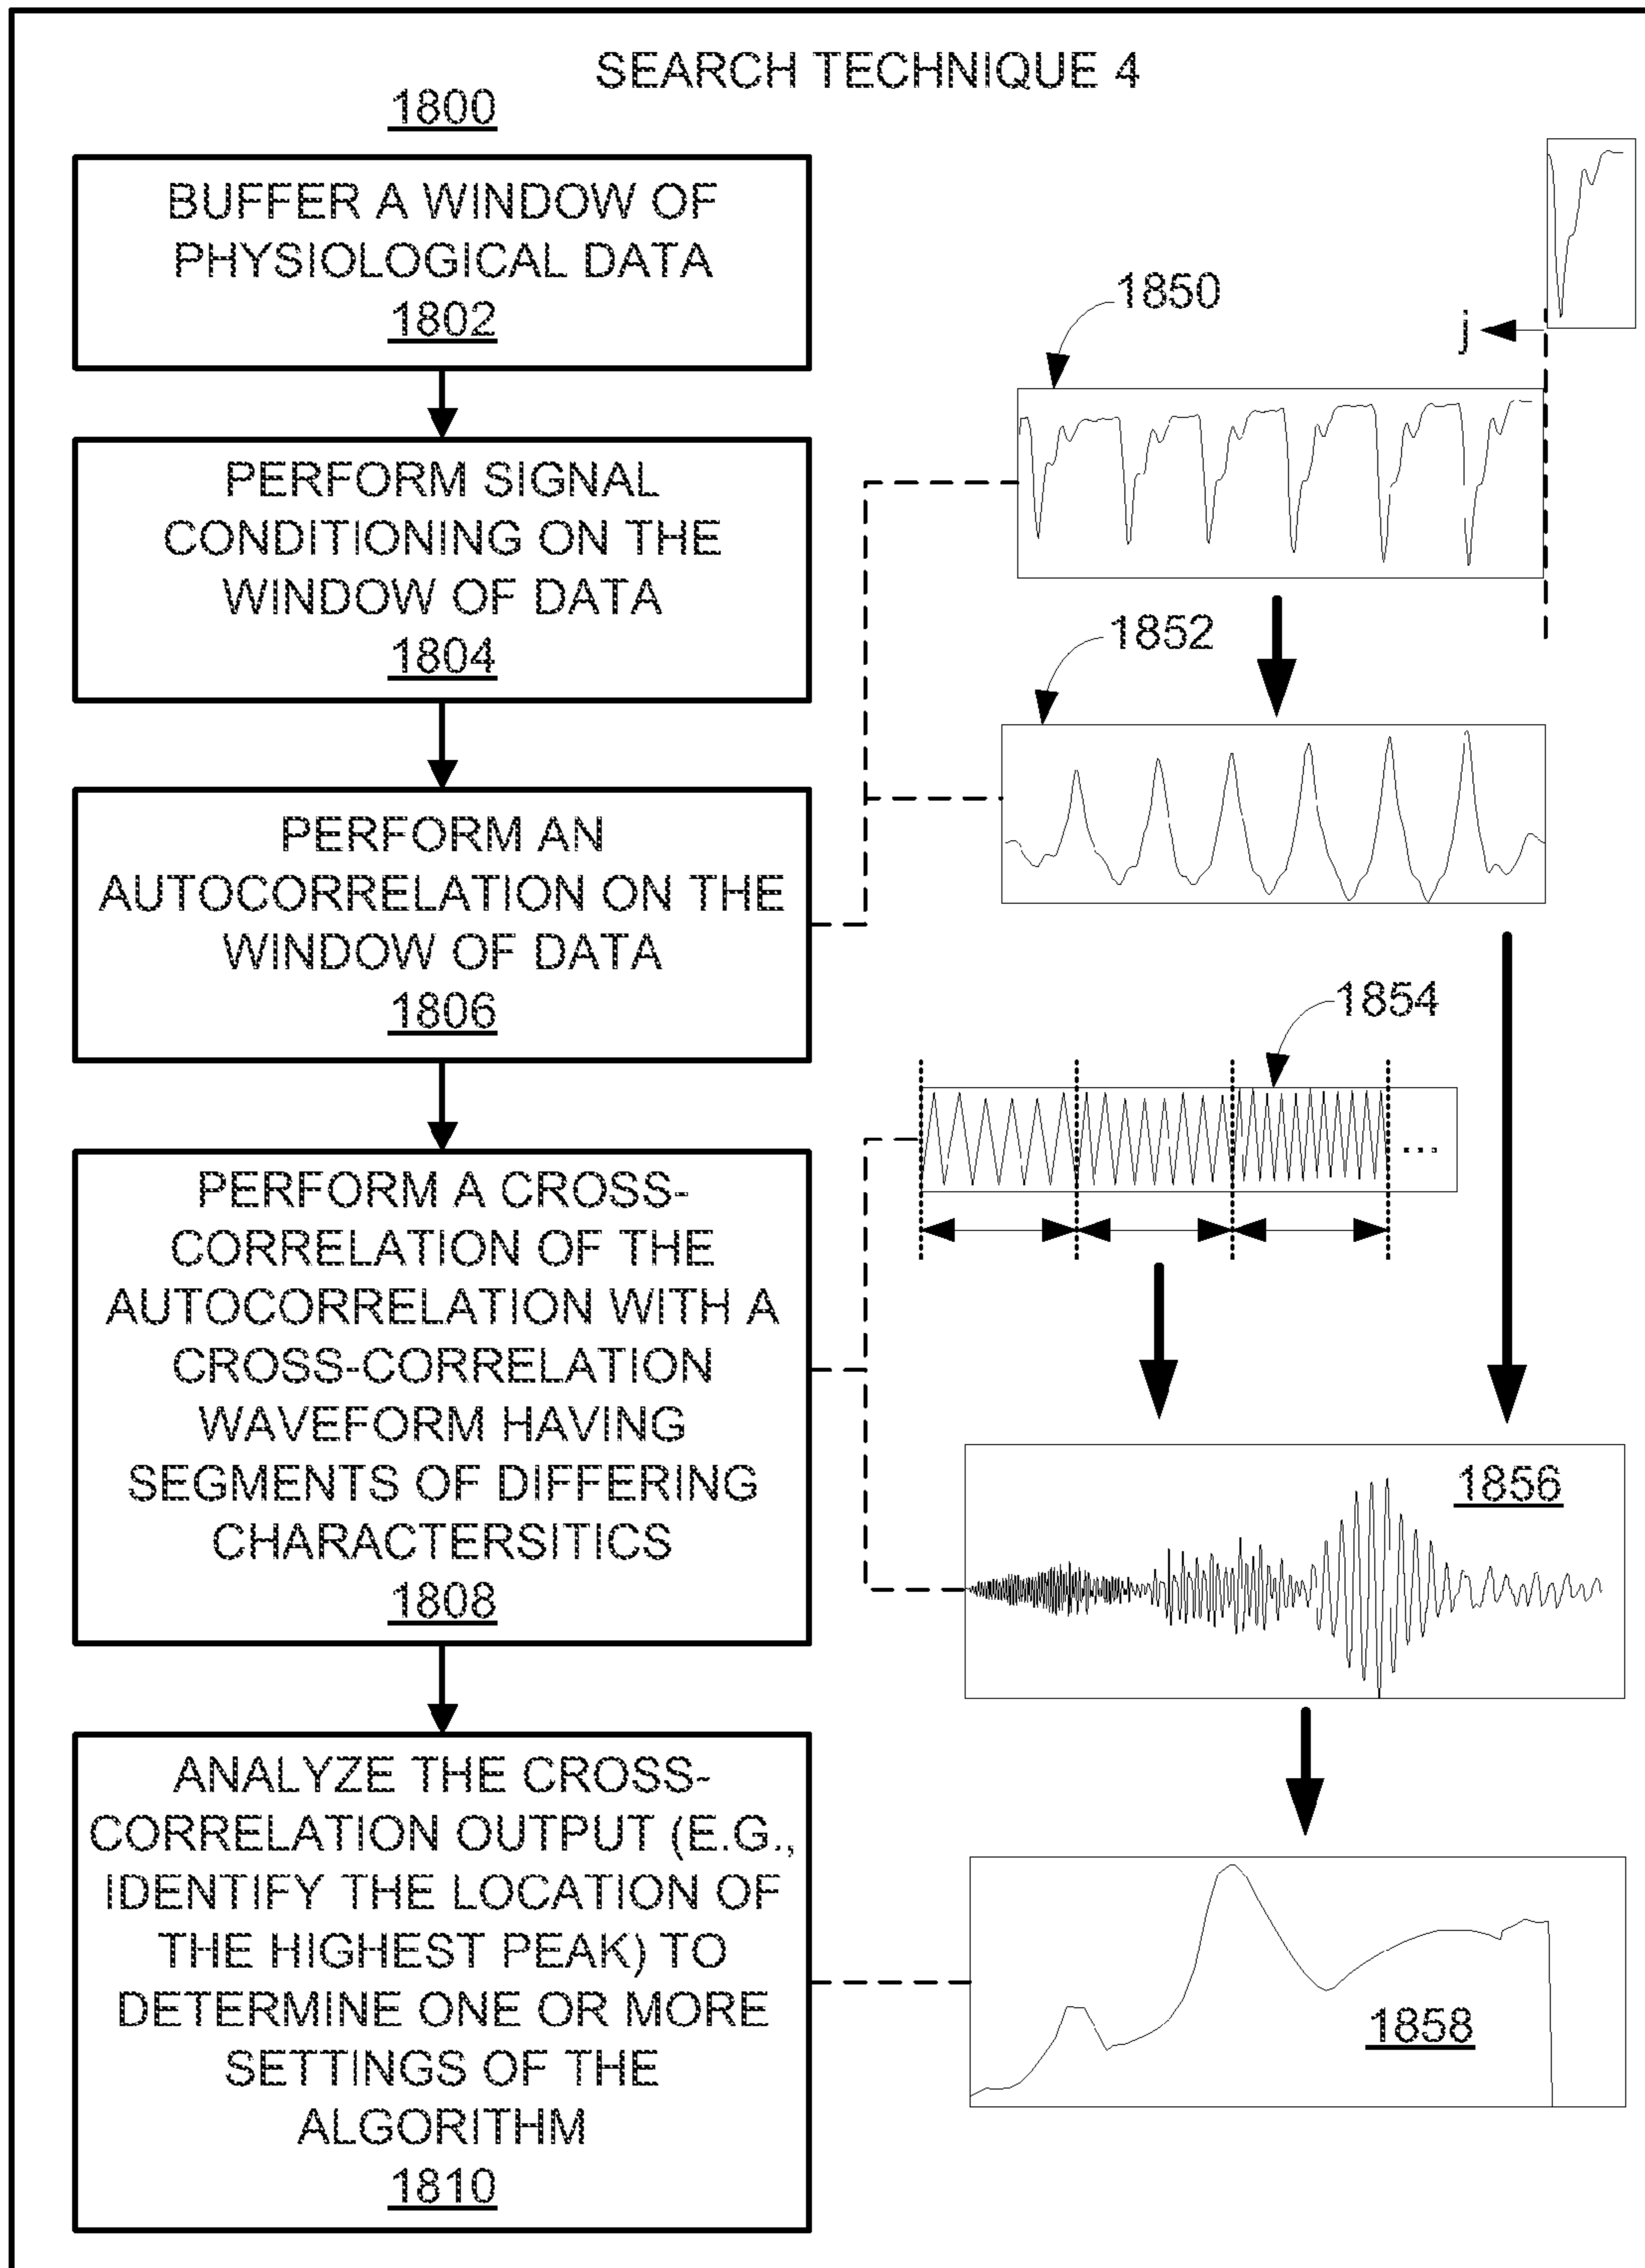 SEARCH TECHNIQUE 4
1800
BUFFER A WINDOW OF
PHYSIOLOGICAL DATA
1802
PERFORM SIGNAL
CONDITIONING ON THE
WINDOW OF DATA
1804
PERFORM AN
AUTOCORRELATION ON THE
WINDOW OF DATA
1806
PERFORM A CROSS-
CORRELATION OF THE
AUTOCORRELATION WITH A
CROSS-CORRELATION
WAVEFORM HAVING
SEGMENTS OF DIFFERING
CHARACTERSITICS
1808
ANALYZE THE CROSS-
CORRELATION OUTPUT (E.G.,
IDENTIFY THE LOCATION OF
THE HIGHEST PEAK) TO
DETERMINE ONE OR MORE
SETTINGS OF THE
ALGORITHM
1810
1850
j
1852
1854
...
1856
1858